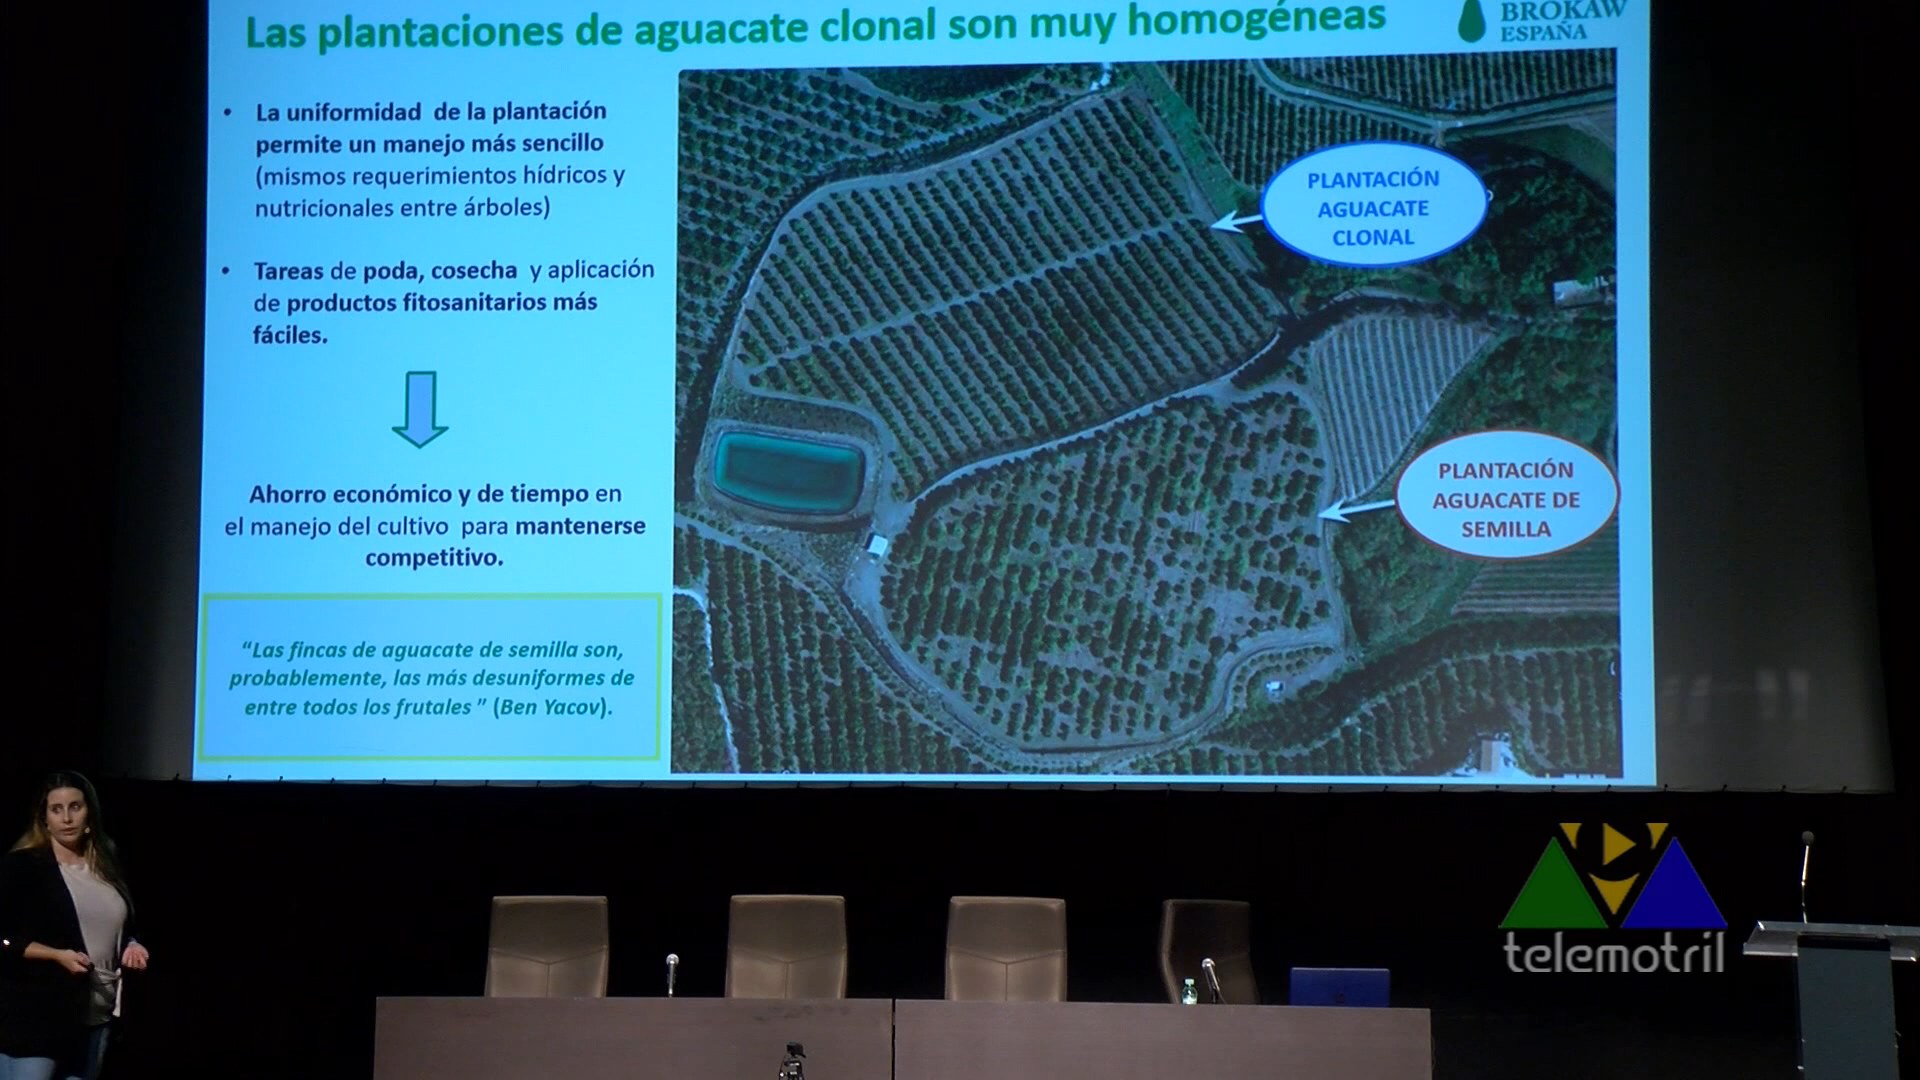 Las plantaciones de aguacate clonal son muy homogéneas
BROKAW
ESPAÑA
• La uniformidad de la plantación
permite un manejo más sencillo
(mismos requerimientos hídricos y
nutricionales entre árboles)
• Tareas de poda, cosecha y aplicación
de productos fitosanitarios más
fáciles.
Ahorro económico y de tiempo en
el manejo del cultivo para mantenerse
competitivo.
“Las fincas de aguacate de semilla son,
probablemente, las más desuniformes de
entre todos los frutales ” (Ben Yacov).
PLANTACIÓN
AGUACATE
CLONAL
PLANTACIÓN
AGUACATE DE
SEMILLA
telemotril